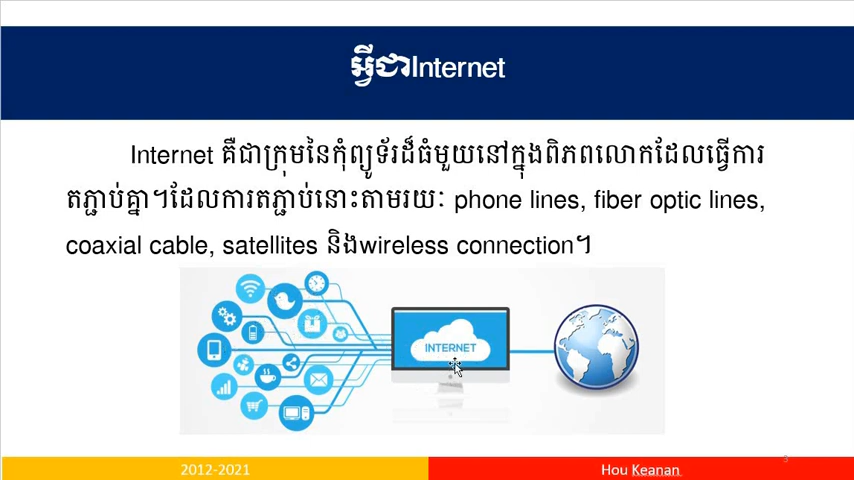 អ្វីជាInternet
Internet គឺជាក្រុមនៃកុំព្យូទ័រដ៏ធំមួយនៅក្នុងពិភពលោកដែលធ្វើការ
តភ្ជាប់គ្នា។ដែលការតភ្ជាប់នោះតាមរយៈ phone lines, fiber optic lines,
coaxial cable, satellites និងwireless connection។
INTERNET
3
2012-2021
Hou Keanan